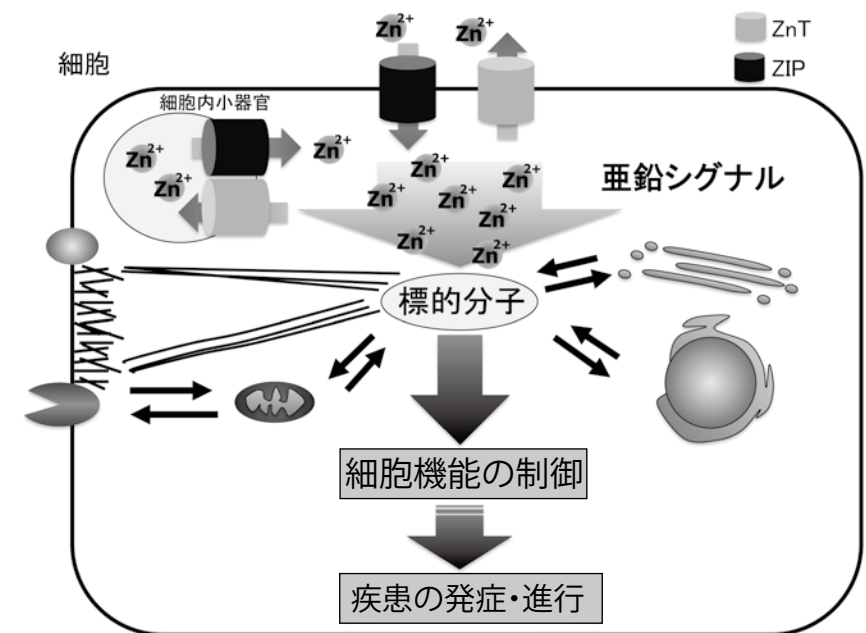 Zn2+
Zn2+
ZnT
ZIP
細胞
細胞内小器官
Zn2+
Zn2+
Zn2+
Zn2+
Zn2+
Zn2+
Zn2+
Zn2+
Zn2+
Zn2+
亜鉛シグナル
標的分子
細胞機能の制御
疾患の発症・進行